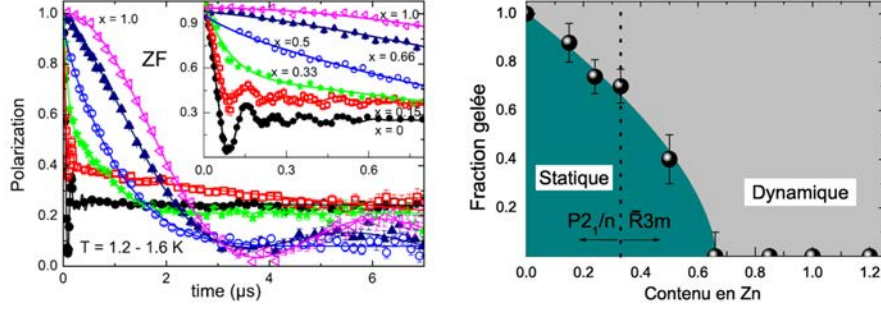 x = 1.0
ZF
Polarization
1.0
0.8
0.6
0.4
0.2
0.0
T = 1.2 - 1.6 K
0
2
4
6
time (µs)
0.9
0.6
0.3
0.0
0.3
0.6
x = 1.0
x = 0.66
x =0.5
x = 0.33
x = 0.15
x = 0
Fraction gelée
1.0
0.8
0.6
0.4
0.2
Statique
Dynamique
P2₁/n
R̄3m
0.0
0.2
0.4
0.6
0.8
1.0
1.2
Contenu en Zn